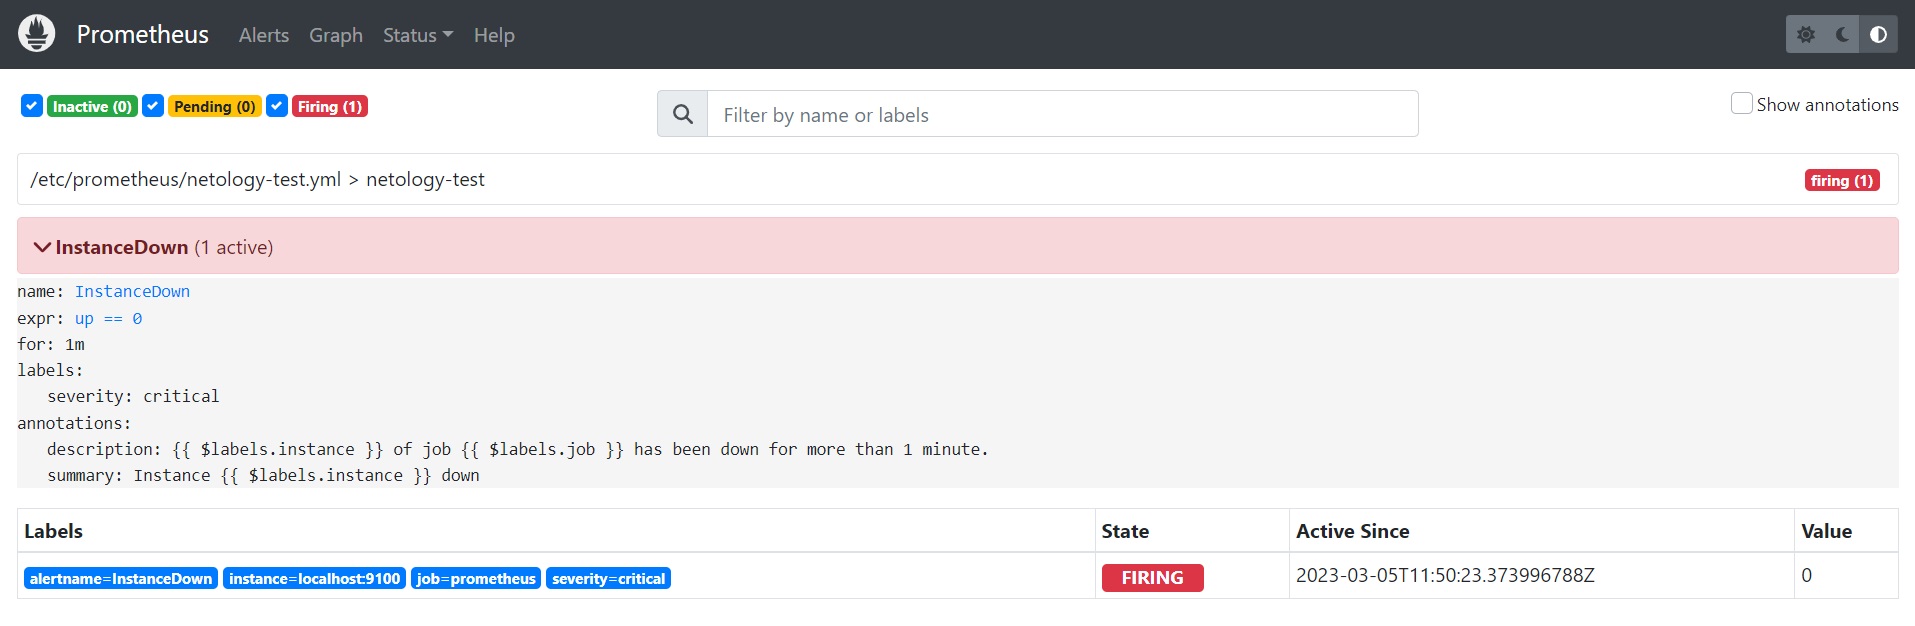 Prometheus Alerts Graph Status Help
Inactive (0) Pending (0) Firing (1) Filter by name or labels Show annotations
/etc/prometheus/netology-test.yml > netology-test firing (1)
InstanceDown (1 active)
name: InstanceDown
expr: up == 0
for: 1m
labels:
severity: critical
annotations:
description: {{ $labels.instance }} of job {{ $labels.job }} has been down for more than 1 minute.
summary: Instance {{ $labels.instance }} down
Labels State Active Since Value
alertname=InstanceDown instance=localhost:9100 job=prometheus severity=critical FIRING 2023-03-05T11:50:23.373996788Z 0